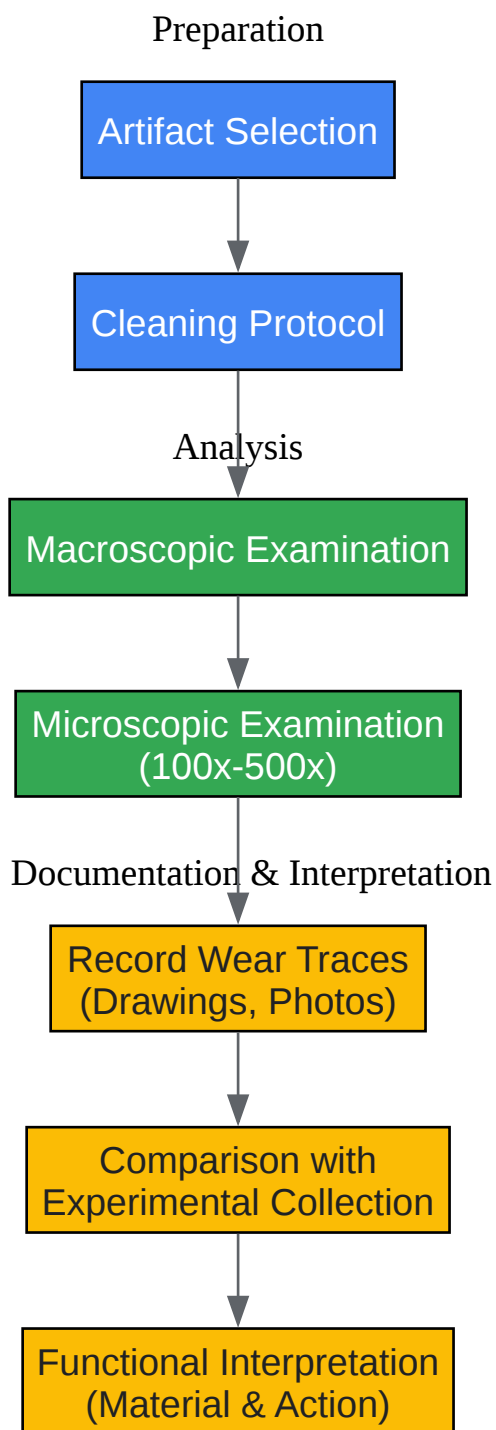 Preparation
Artifact Selection
Cleaning Protocol
Analysis
Macroscopic Examination
Microscopic Examination
(100x-500x)
Documentation & Interpretation
Record Wear Traces
(Drawings, Photos)
Comparison with
Experimental Collection
Functional Interpretation
(Material & Action)